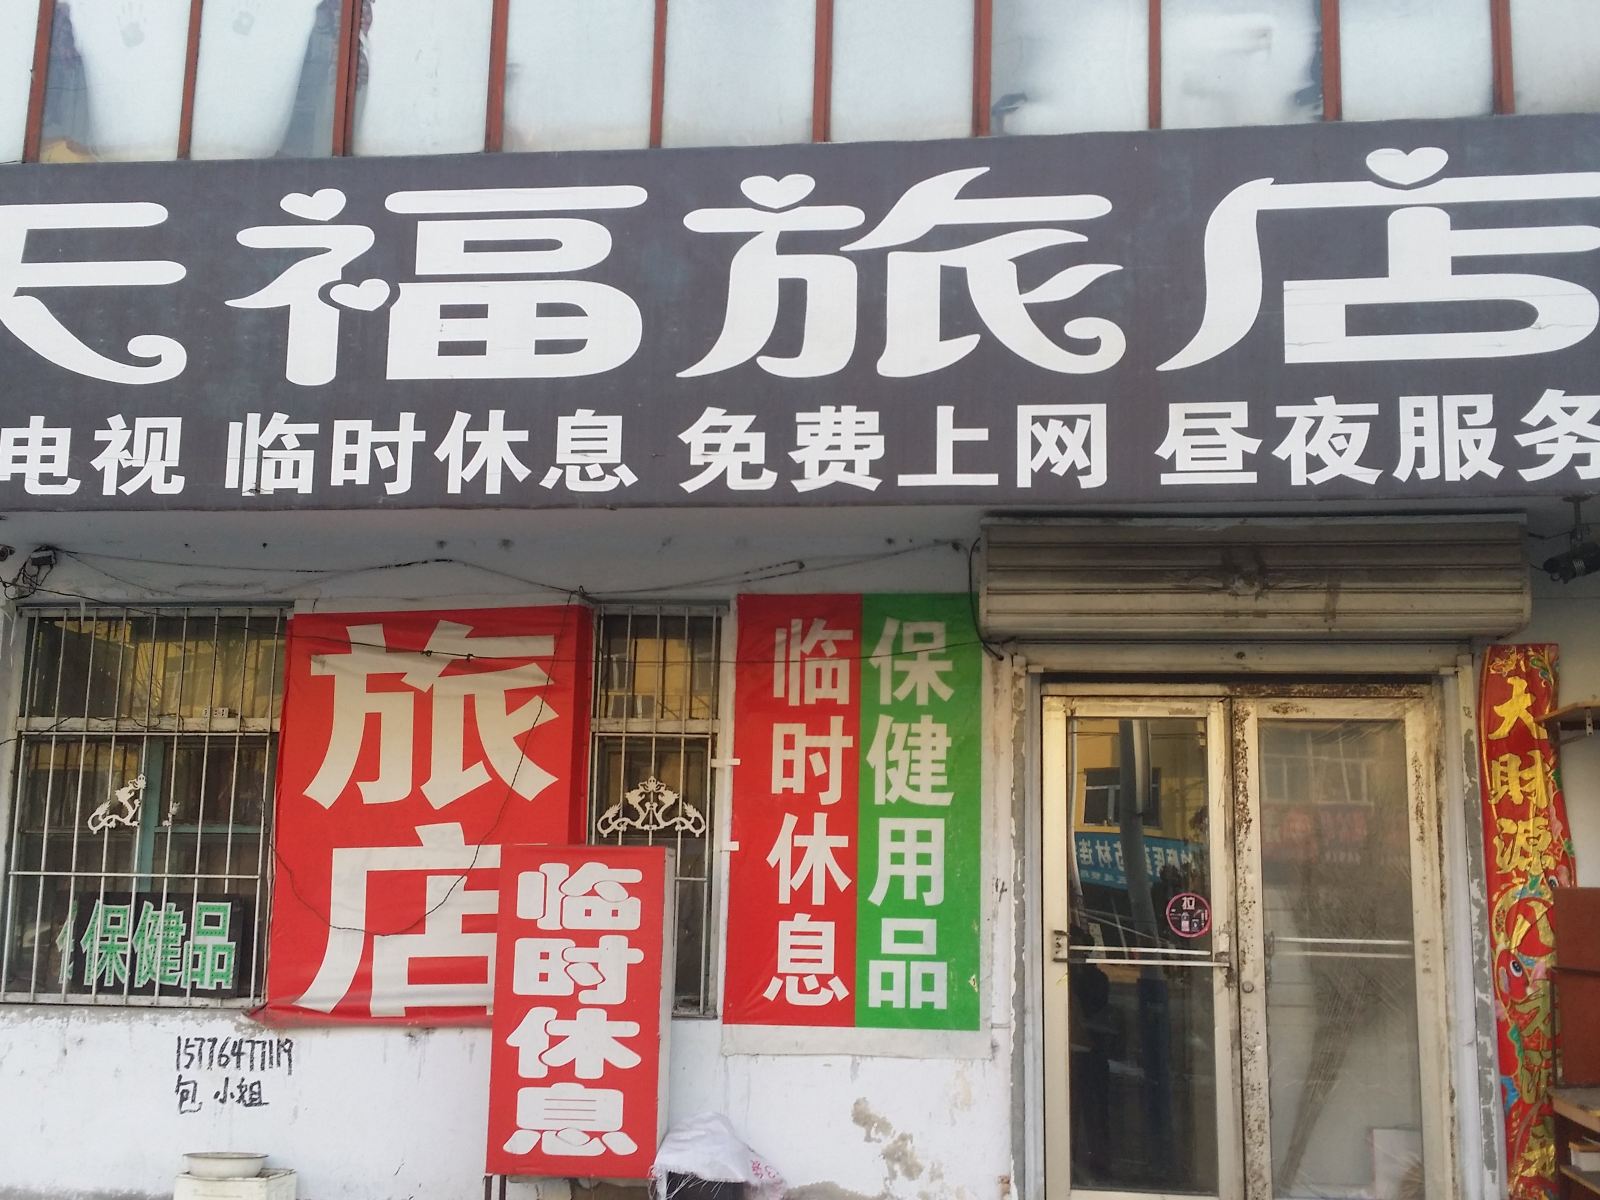 天福旅店
电视 临时休息 免费上网 昼夜服务
旅店
临时休息
保健用品
临时休息
保健品
15776477119
包 小姐
大财源
拉